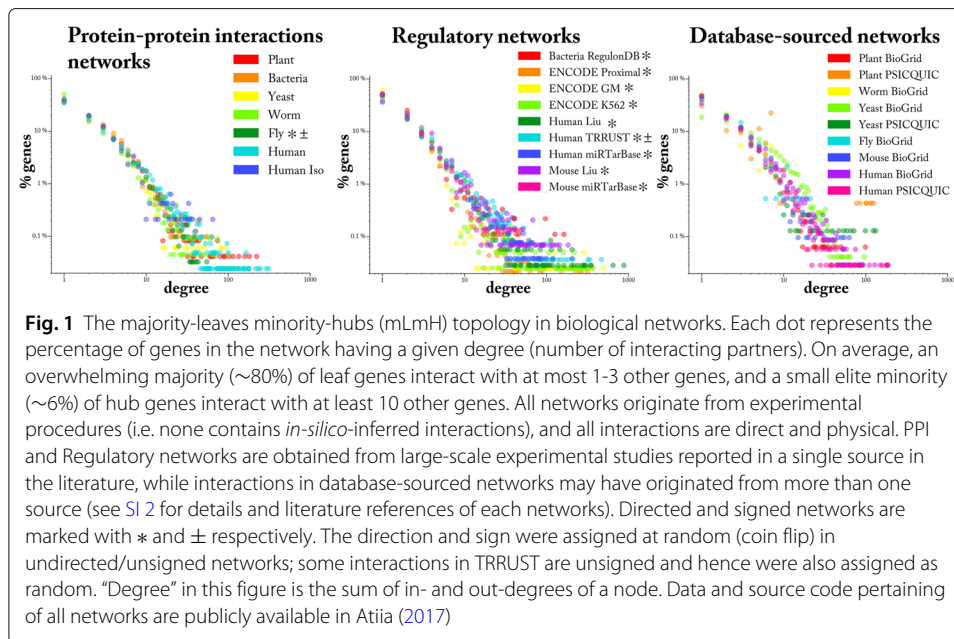 Protein-protein interactions
networks
Plant
Bacteria
Yeast
Worm
Fly * ±
Human
Human Iso
100 %
10 %
1 %
0.1 %
% genes
1
10
100
1000
degree
Regulatory networks
Bacteria RegulonDB *
ENCODE Proximal *
ENCODE GM *
ENCODE K562 *
Human Liu *
Human TRRUST * ±
Human miRTarBase *
Mouse Liu *
Mouse miRTarBase *
100 %
10 %
1 %
0.1 %
% genes
1
10
100
1000
degree
Database-sourced networks
Plant BioGrid
Plant PSICQUIC
Worm BioGrid
Yeast BioGrid
Yeast PSICQUIC
Fly BioGrid
Mouse BioGrid
Human BioGrid
Human PSICQUIC
100 %
10 %
1 %
0.1 %
% genes
1
10
100
1000
degree
Fig. 1 The majority-leaves minority-hubs (mLmH) topology in biological networks. Each dot represents the
percentage of genes in the network having a given degree (number of interacting partners). On average, an
overwhelming majority (∼80%) of leaf genes interact with at most 1-3 other genes, and a small elite minority
(∼6%) of hub genes interact with at least 10 other genes. All networks originate from experimental
procedures (i.e. none contains in-silico-inferred interactions), and all interactions are direct and physical. PPI
and Regulatory networks are obtained from large-scale experimental studies reported in a single source in
the literature, while interactions in database-sourced networks may have originated from more than one
source (see SI 2 for details and literature references of each networks). Directed and signed networks are
marked with * and ± respectively. The direction and sign were assigned at random (coin flip) in
undirected/unsigned networks; some interactions in TRRUST are unsigned and hence were also assigned as
random. “Degree” in this figure is the sum of in- and out-degrees of a node. Data and source code pertaining
of all networks are publicly available in Atiia (2017)